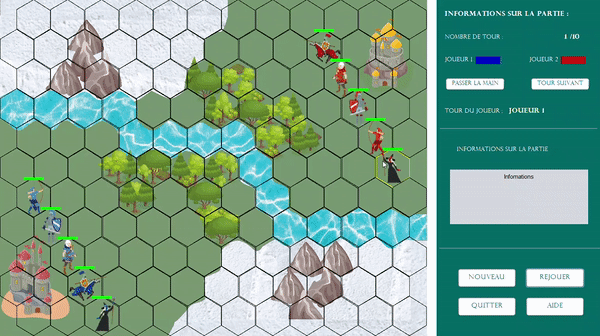 INFORMATIONS SUR LA PARTIE :
NOMBRE DE TOUR : 1 /10
JOUEUR 1 JOUEUR 2
PASSER LA MAIN TOUR SUIVANT
TOUR DU JOUEUR : JOUEUR 1
INFORMATIONS SUR LA PARTIE
Infomations
NOUVEAU REJOUER
QUITTER AIDE